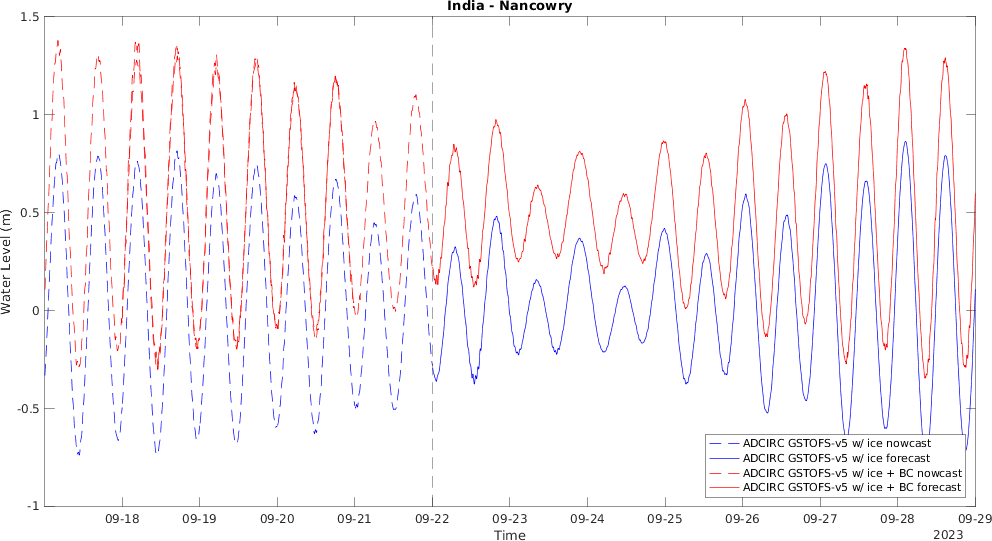 India - Nancowry
1.5
1
0.5
0
-0.5
-1
Water Level (m)
09-18 09-19 09-20 09-21 09-22 09-23 09-24 09-25 09-26 09-27 09-28 09-29
Time
2023
ADCIRC GSTOFS-v5 w/ ice nowcast
ADCIRC GSTOFS-v5 w/ ice forecast
ADCIRC GSTOFS-v5 w/ ice + BC nowcast
ADCIRC GSTOFS-v5 w/ ice + BC forecast